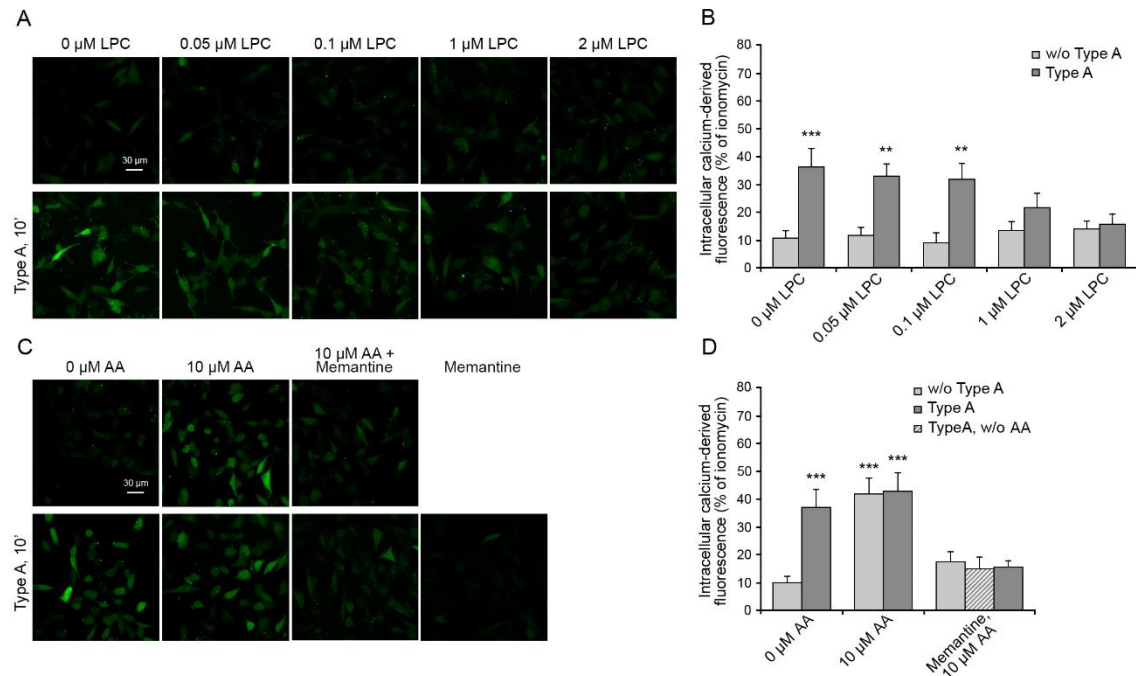 A
0 µM LPC
0.05 µM LPC
0.1 µM LPC
1 µM LPC
2 µM LPC
30 µm
Type A, 10'
B
Intracellular calcium-derived
fluorescence (% of ionomycin)
80
70
60
50
40
30
20
10
0
w/o Type A
Type A
***
**
**
0 µM LPC
0.05 µM LPC
0.1 µM LPC
1 µM LPC
2 µM LPC
C
0 µM AA
10 µM AA
10 µM AA +
Memantine
Memantine
30 µm
Type A, 10'
D
Intracellular calcium-derived
fluorescence (% of ionomycin)
80
70
60
50
40
30
20
10
0
w/o Type A
Type A
TypeA, w/o AA
***
***
***
0 µM AA
10 µM AA
Memantine,
10 µM AA